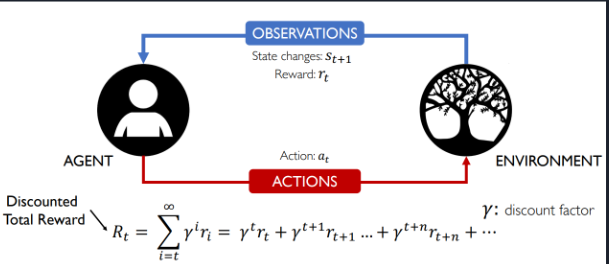 OBSERVATIONS
State changes: s_{t+1}
Reward: r_t
AGENT
ENVIRONMENT
Action: a_t
ACTIONS
Discounted
Total Reward
γ: discount factor
R_t = \sum_{i=t}^{∞} γ^i r_i = γ^t r_t + γ^{t+1} r_{t+1} ... + γ^{t+n} r_{t+n} + ⋯